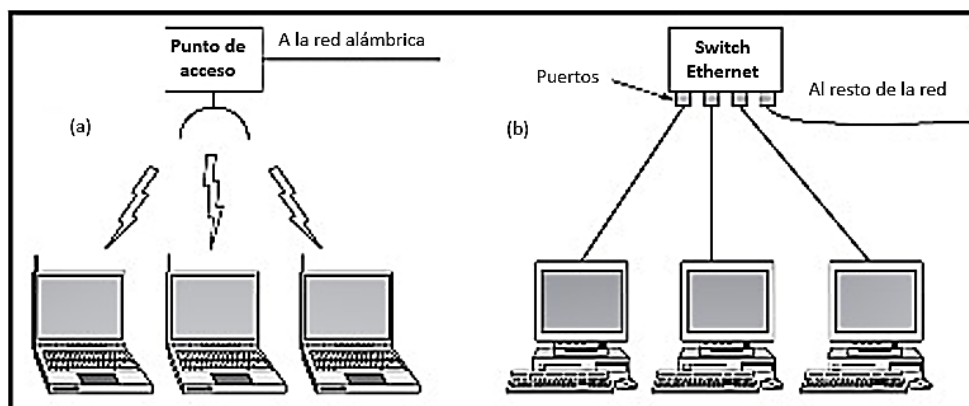 Punto de
acceso
A la red alámbrica
(a)
Switch
Ethernet
Puertos
Al resto de la red
(b)